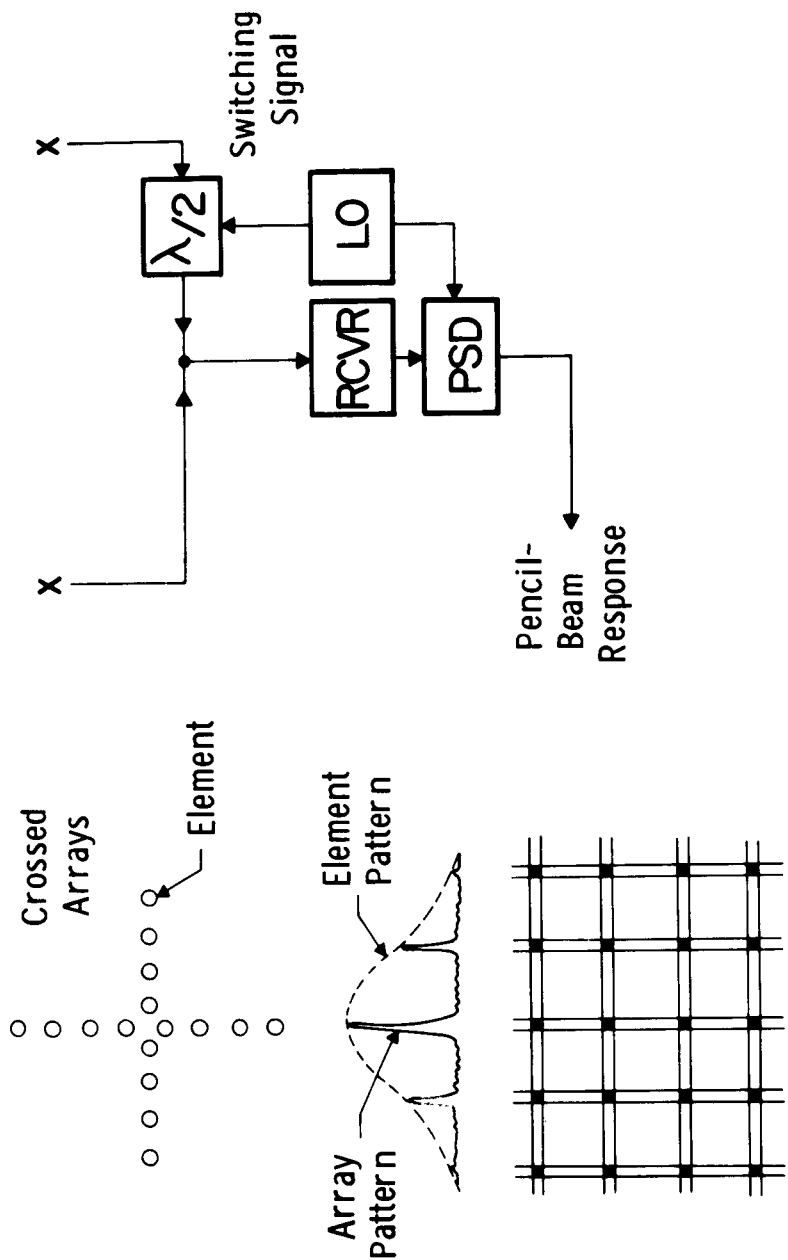 Crossed
Arrays
Element
Array
Pattern
Element
Pattern
X
X
λ/2
Switching
Signal
LO
RCVR
PSD
Pencil-
Beam
Response